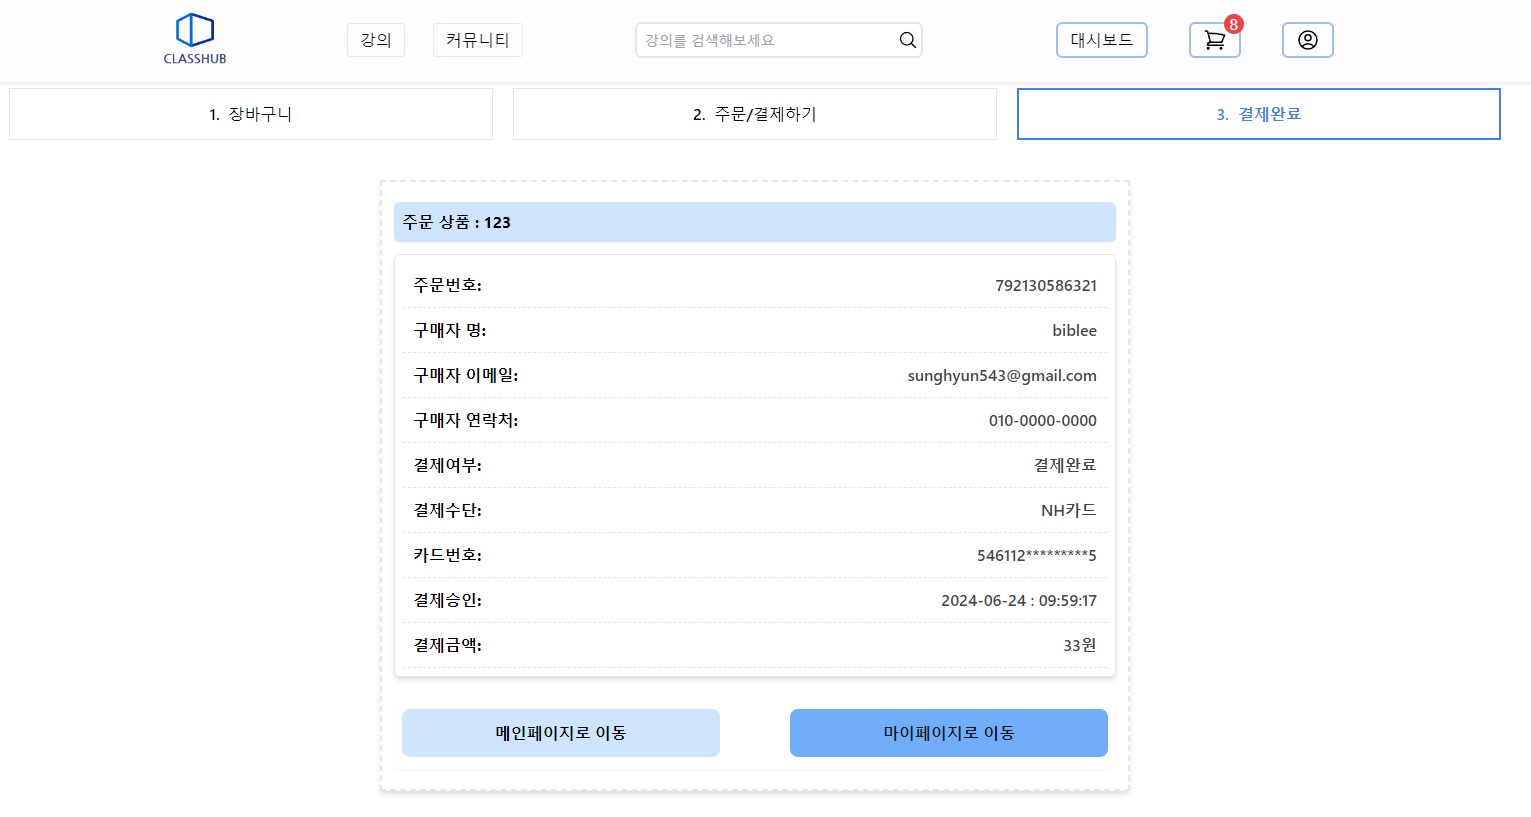 CLASSHUB
강의
커뮤니티
강의를 검색해보세요
대시보드
8
1. 장바구니
2. 주문/결제하기
3. 결제완료
주문 상품 : 123
주문번호: 792130586321
구매자 명: biblee
구매자 이메일: sunghyun543@gmail.com
구매자 연락처: 010-0000-0000
결제여부: 결제완료
결제수단: NH카드
카드번호: 546112*********5
결제승인: 2024-06-24 : 09:59:17
결제금액: 33원
메인페이지로 이동
마이페이지로 이동